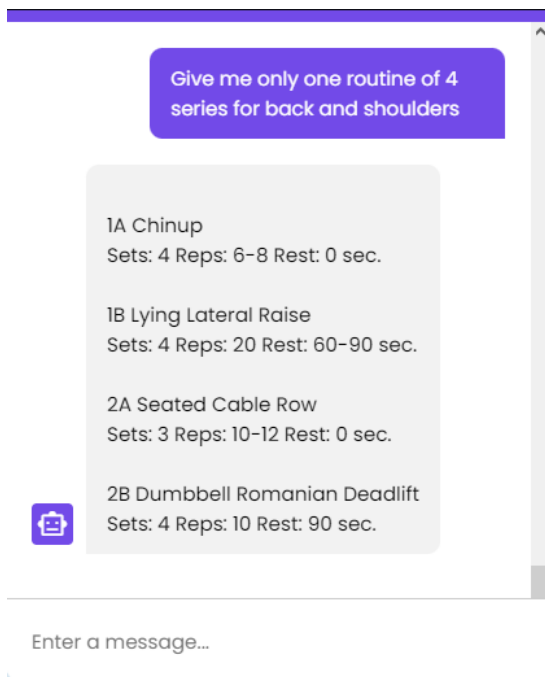 Give me only one routine of 4
series for back and shoulders
1A Chinup
Sets: 4 Reps: 6-8 Rest: 0 sec.
1B Lying Lateral Raise
Sets: 4 Reps: 20 Rest: 60-90 sec.
2A Seated Cable Row
Sets: 3 Reps: 10-12 Rest: 0 sec.
2B Dumbbell Romanian Deadlift
Sets: 4 Reps: 10 Rest: 90 sec.
Enter a message...